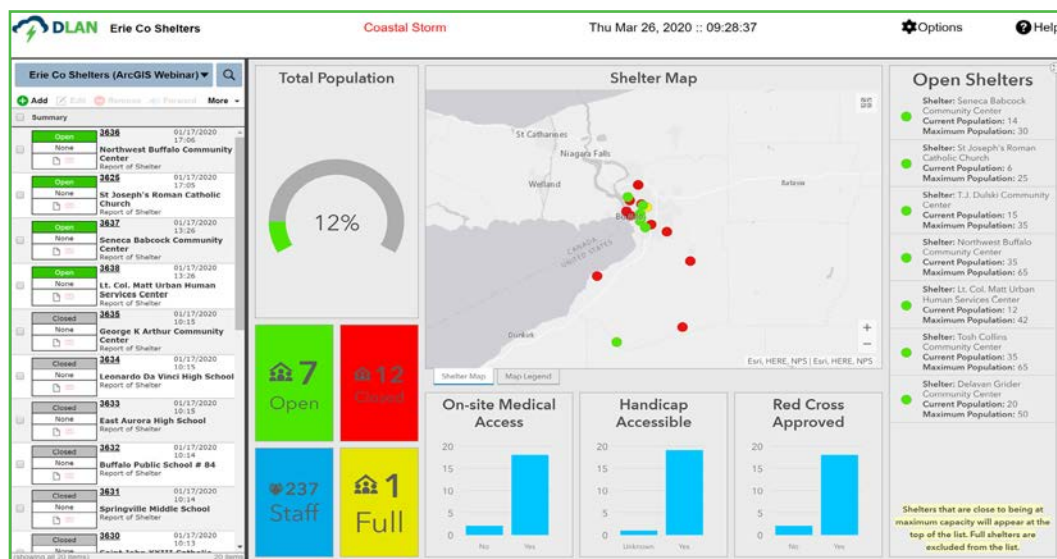 DLAN
Erie Co Shelters
Coastal Storm
Thu Mar 26, 2020 :: 09:28:37
Options
Help
Erie Co Shelters (ArcGIS Webinar)
Add
Edit
Remove
Forward
More
Summary
Open
None
3636
01/17/2020
17:06
Northwest Buffalo Community
Center
Report of Shelter
Open
None
3625
01/17/2020
17:05
St Joseph's Roman Catholic
Church
Report of Shelter
Open
None
3637
01/17/2020
13:26
Seneca Babcock Community
Center
Report of Shelter
Open
None
3638
01/17/2020
13:26
Lt. Col. Matt Urban Human
Services Center
Report of Shelter
Closed
None
3635
01/17/2020
10:15
George K Arthur Community
Center
Report of Shelter
Closed
None
3634
01/17/2020
10:15
Leonardo Da Vinci High School
Report of Shelter
Closed
None
3633
01/17/2020
10:15
East Aurora High School
Report of Shelter
Closed
None
3632
01/17/2020
10:14
Buffalo Public School # 84
Report of Shelter
Closed
None
3631
01/17/2020
10:14
Springville Middle School
Report of Shelter
Closed
None
3630
01/17/2020
10:13
Saint John XXIII Catholic
(showing all 20 items)
20 items
Total Population
12%
7
Open
12
Closed
237
Staff
1
Full
Shelter Map
St Catharines
Niagara Falls
Welland
Batavia
CANADA
UNITED STATES
Dunkirk
+
−
Esri, HERE, NPS | Esri, HERE, NPS
Shelter Map
Map Legend
On-site Medical
Access
20
15
10
5
0
No
Yes
Handicap
Accessible
20
15
10
5
0
Unknown
Yes
Red Cross
Approved
20
15
10
5
0
No
Yes
Open Shelters
Shelter: Seneca Babcock
Community Center
Current Population: 14
Maximum Population: 30
Shelter: St Joseph's Roman
Catholic Church
Current Population: 6
Maximum Population: 25
Shelter: T.J. Dulski Community
Center
Current Population: 15
Maximum Population: 35
Shelter: Northwest Buffalo
Community Center
Current Population: 35
Maximum Population: 65
Shelter: Lt. Col. Matt Urban
Human Services Center
Current Population: 12
Maximum Population: 42
Shelter: Tosh Collins
Community Center
Current Population: 35
Maximum Population: 65
Shelter: Delavan Grider
Community Center
Current Population: 20
Maximum Population: 50
Shelters that are close to being at
maximum capacity will appear at the
top of the list. Full shelters are
excluded from the list.